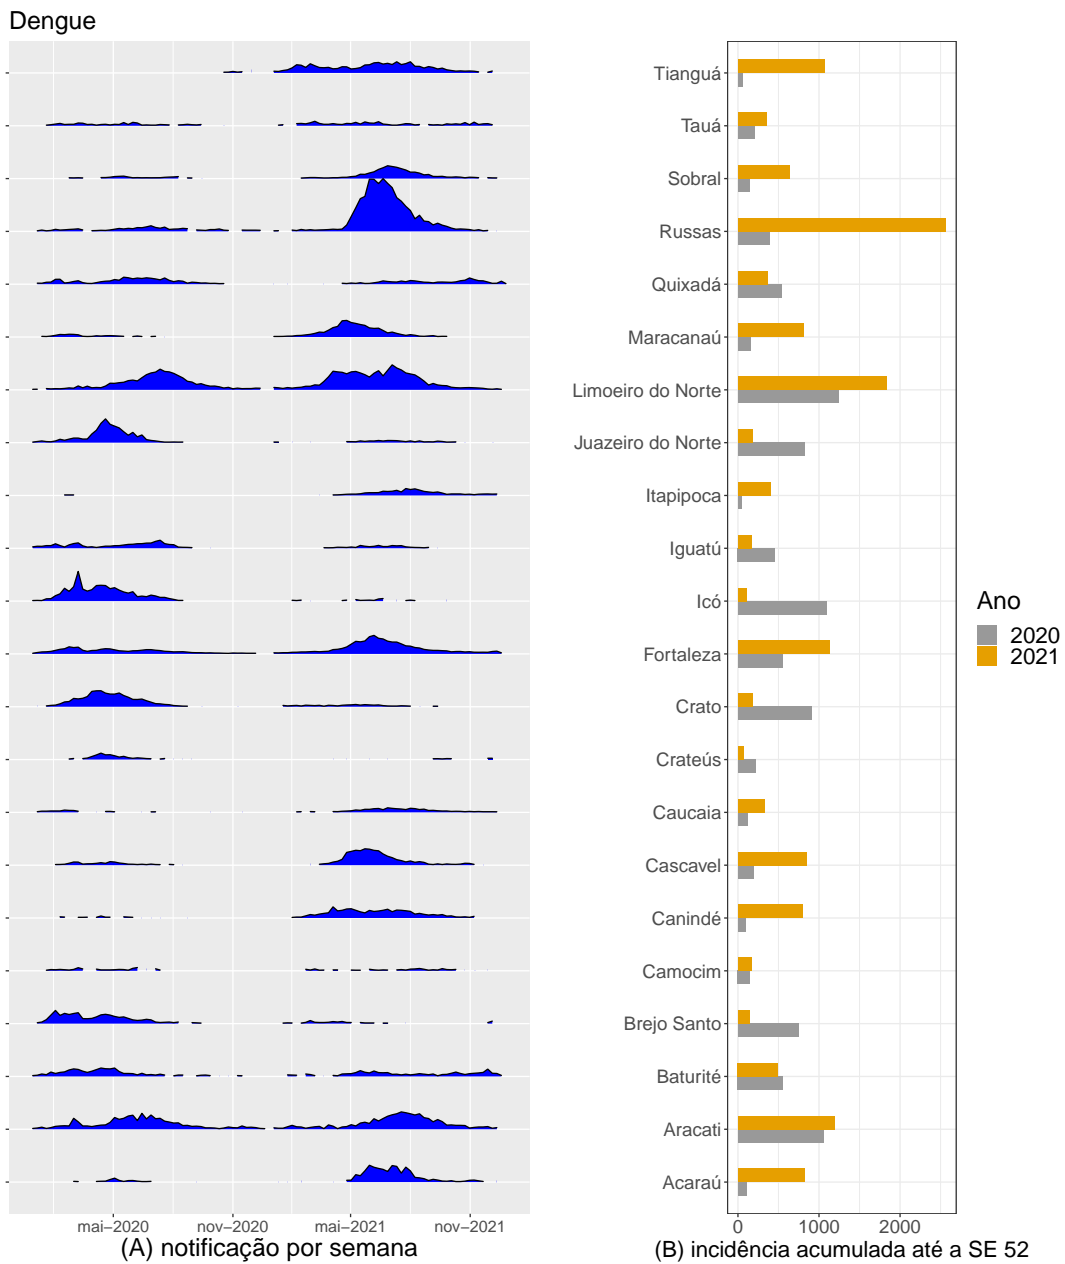 Dengue
Tianguá
Tauá
Sobral
Russas
Quixadá
Maracanaú
Limoeiro do Norte
Juazeiro do Norte
Itapipoca
Iguatú
Icó
Fortaleza
Crato
Crateús
Caucaia
Cascavel
Canindé
Camocim
Brejo Santo
Baturité
Aracati
Acaraú
Ano
2020
2021
mai−2020 nov−2020 mai−2021 nov−2021
(A) notificação por semana
0 1000 2000
(B) incidência acumulada até a SE 52